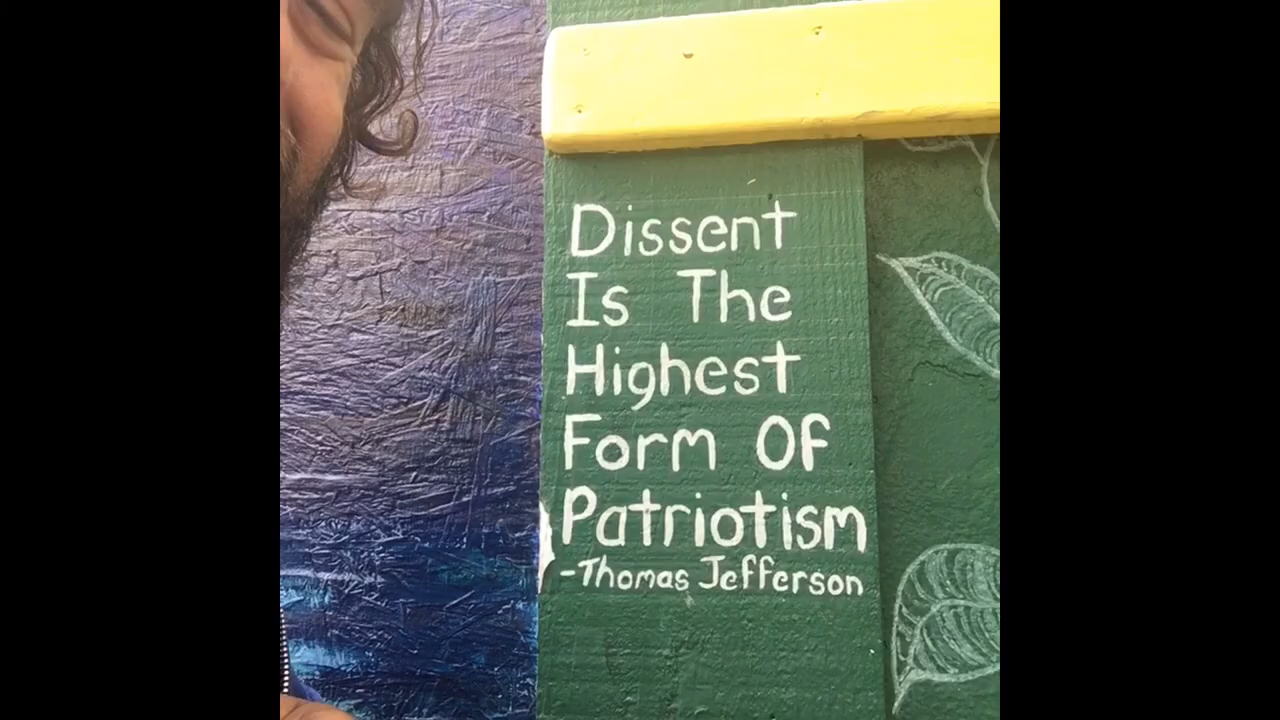 Dissent
Is The
Highest
Form Of
Patriotism
-Thomas Jefferson